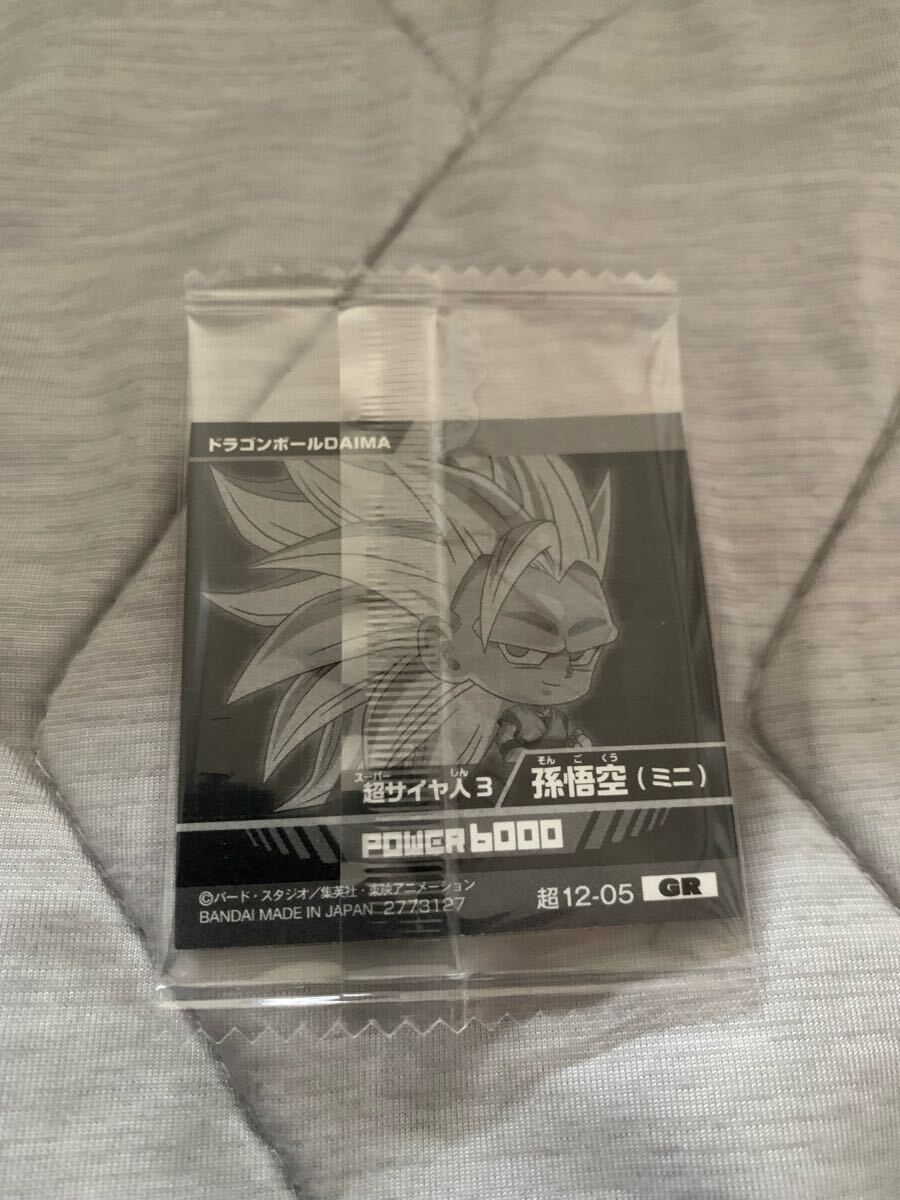 ドラゴンボールDAIMA
スーパー しん そん ご くう
超サイヤ人3 孫悟空(ミニ)
POWER 6000
©バード・スタジオ/集英社・東映アニメーション
BANDAI MADE IN JAPAN 2773127
超12-05 GR